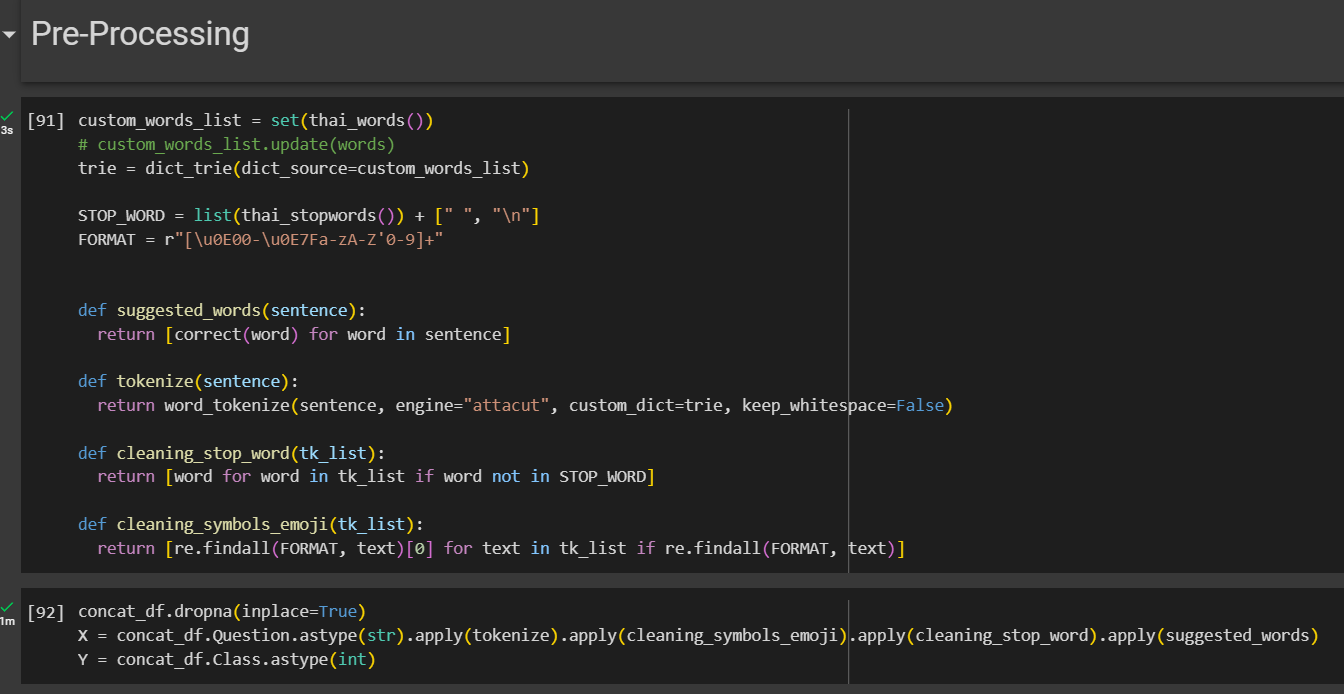 Pre-Processing
3s
[91] custom_words_list = set(thai_words())
# custom_words_list.update(words)
trie = dict_trie(dict_source=custom_words_list)
STOP_WORD = list(thai_stopwords()) + [" ", "\n"]
FORMAT = r"[\u0E00-\u0E7Fa-zA-Z'0-9]+"
def suggested_words(sentence):
return [correct(word) for word in sentence]
def tokenize(sentence):
return word_tokenize(sentence, engine="attacut", custom_dict=trie, keep_whitespace=False)
def cleaning_stop_word(tk_list):
return [word for word in tk_list if word not in STOP_WORD]
def cleaning_symbols_emoji(tk_list):
return [re.findall(FORMAT, text)[0] for text in tk_list if re.findall(FORMAT, text)]
1m
[92] concat_df.dropna(inplace=True)
X = concat_df.Question.astype(str).apply(tokenize).apply(cleaning_symbols_emoji).apply(cleaning_stop_word).apply(suggested_words)
Y = concat_df.Class.astype(int)